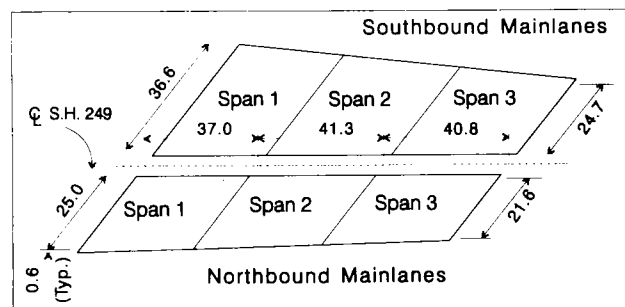 Southbound Mainlanes
36.6
Span 1
Span 2
Span 3
37.0
41.3
40.8
24.7
℄ S.H. 249
25.0
Span 1
Span 2
Span 3
21.6
0.6
(Typ.)
Northbound Mainlanes